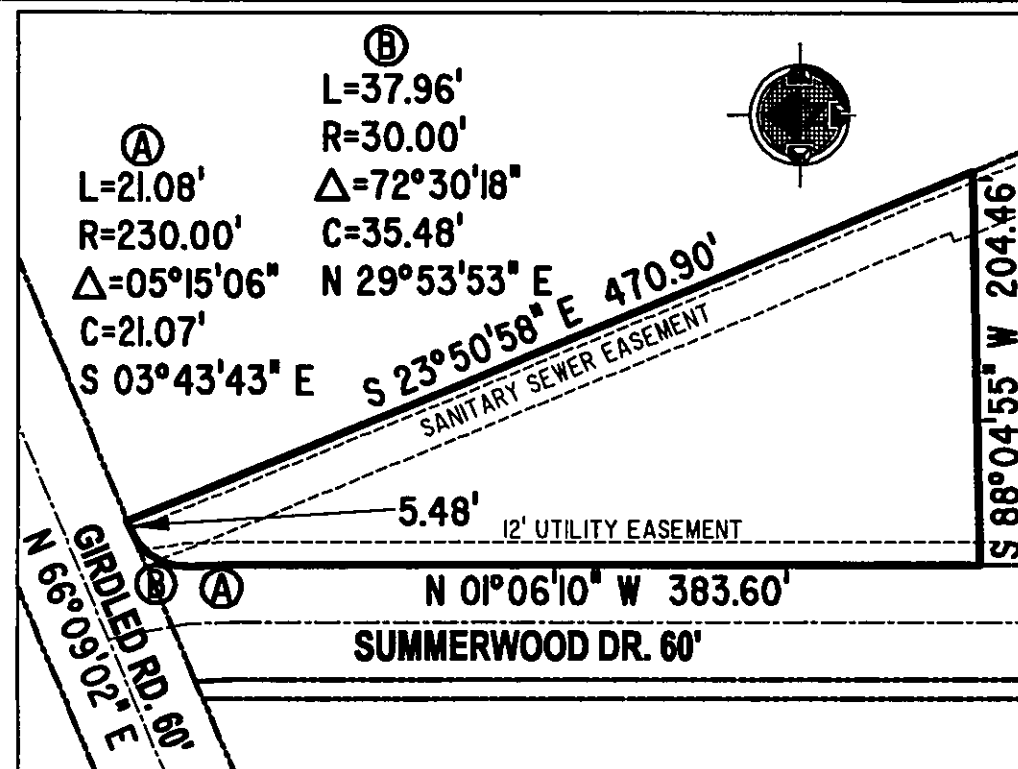 Ⓑ
L=37.96'
R=30.00'
△=72°30'18"
C=35.48'
N 29°53'53" E
Ⓐ
L=21.08'
R=230.00'
△=05°15'06"
C=21.07'
S 03°43'43" E
S 23°50'58" E 470.90'
SANITARY SEWER EASEMENT
S 88°04'55" W 204.46'
5.48'
12' UTILITY EASEMENT
Ⓑ Ⓐ
N 01°06'10" W 383.60'
GIRDLED RD. 60'
N 66°09'02" E
SUMMERWOOD DR. 60'